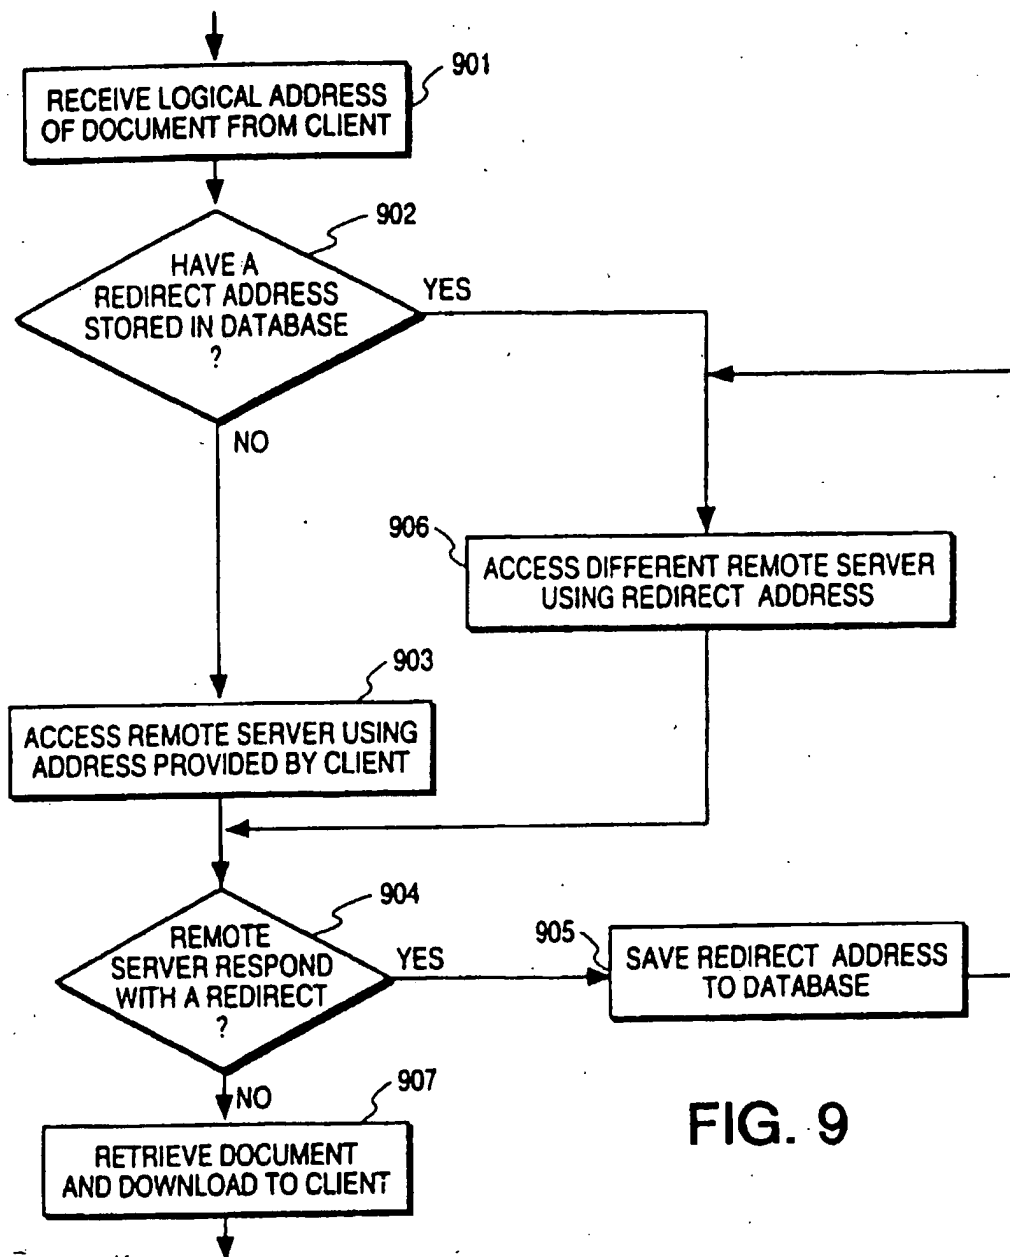 901
RECEIVE LOGICAL ADDRESS
OF DOCUMENT FROM CLIENT
902
HAVE A
REDIRECT ADDRESS
STORED IN DATABASE
?
YES
NO
906
ACCESS DIFFERENT REMOTE SERVER
USING REDIRECT ADDRESS
903
ACCESS REMOTE SERVER USING
ADDRESS PROVIDED BY CLIENT
904
REMOTE
SERVER RESPOND
WITH A REDIRECT
?
YES
905
SAVE REDIRECT ADDRESS
TO DATABASE
NO
907
RETRIEVE DOCUMENT
AND DOWNLOAD TO CLIENT
FIG. 9